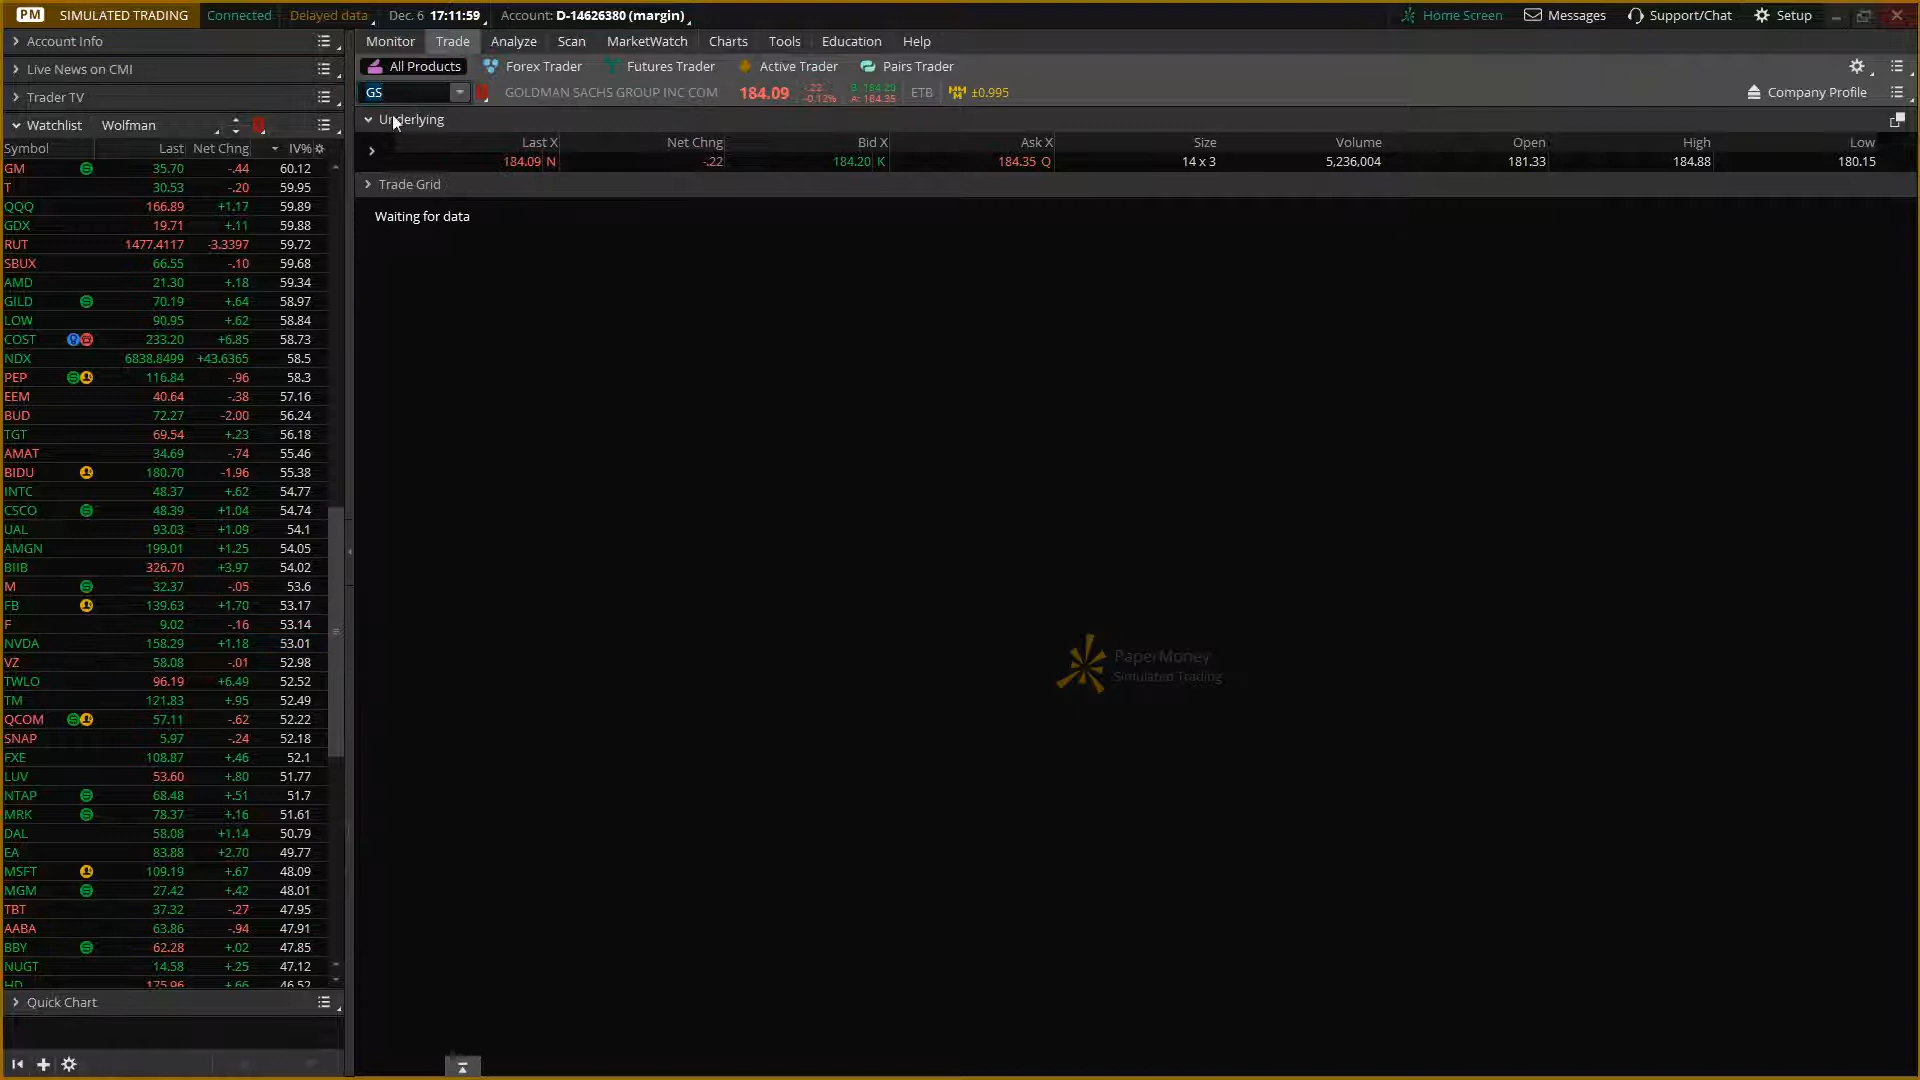 PM SIMULATED TRADING Connected Delayed data Dec. 6 17:11:59 Account: D-14626380 (margin) Home Screen Messages Support/Chat Setup
Account Info
Live News on CMI
Trader TV
Watchlist Wolfman
Symbol Last Net Chng IV%
GM 35.70 -.44 60.12
T 30.53 -.20 59.95
QQQ 166.89 +1.17 59.89
GDX 19.71 +.11 59.88
RUT 1477.4117 -3.3397 59.72
SBUX 66.55 -.10 59.68
AMD 21.30 +.18 59.34
GILD 70.19 +.64 58.97
LOW 90.95 +.62 58.84
COST 233.20 +6.85 58.73
NDX 6838.8499 +43.6365 58.5
PEP 116.84 -.96 58.3
EEM 40.64 -.38 57.16
BUD 72.27 -2.00 56.24
TGT 69.54 +.23 56.18
AMAT 34.69 -.74 55.46
BIDU 180.70 -1.96 55.38
INTC 48.37 +.62 54.77
CSCO 48.39 +1.04 54.74
UAL 93.03 +1.09 54.1
AMGN 199.01 +1.25 54.05
BIIB 326.70 +3.97 54.02
M 32.37 -.05 53.6
FB 139.63 +1.70 53.17
F 9.02 -.16 53.14
NVDA 158.29 +1.18 53.01
VZ 58.08 -.01 52.98
TWLO 96.19 +6.49 52.52
TM 121.83 +.95 52.49
QCOM 57.11 -.62 52.22
SNAP 5.97 -.24 52.18
FXE 108.87 +.46 52.1
LUV 53.60 +.80 51.77
NTAP 68.48 +.51 51.7
MRK 78.37 +.16 51.61
DAL 58.08 +1.14 50.79
EA 83.88 +2.70 49.77
MSFT 109.19 +.67 48.09
MGM 27.42 +.42 48.01
TBT 37.32 -.27 47.95
AABA 63.86 -.94 47.91
BBY 62.28 +.02 47.85
NUGT 14.58 +.25 47.12
HD 175.96 +.66 46.52
Quick Chart
Monitor Trade Analyze Scan MarketWatch Charts Tools Education Help
All Products Forex Trader Futures Trader Active Trader Pairs Trader
GS GOLDMAN SACHS GROUP INC COM 184.09 -.22 -0.12% B: 184.20 A: 184.35 ETB ±0.995 Company Profile
Underlying
Last X Net Chng Bid X Ask X Size Volume Open High Low
184.09 N -.22 184.20 K 184.35 Q 14 x 3 5,236,004 181.33 184.88 180.15
Trade Grid
Waiting for data
PaperMoney
Simulated Trading